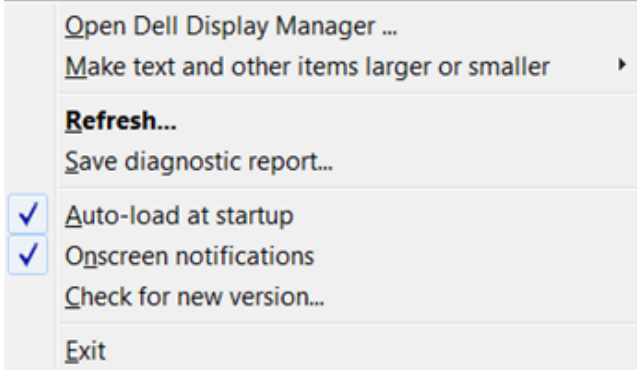 Open Dell Display Manager ...
Make text and other items larger or smaller
Refresh...
Save diagnostic report...
Auto-load at startup
Onscreen notifications
Check for new version...
Exit